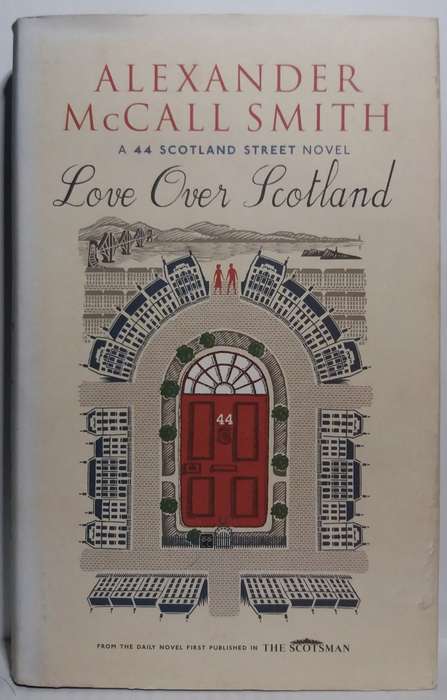 ALEXANDER
McCALL SMITH
A 44 SCOTLAND STREET NOVEL
Love Over Scotland
44
FROM THE DAILY NOVEL FIRST PUBLISHED IN THE SCOTSMAN